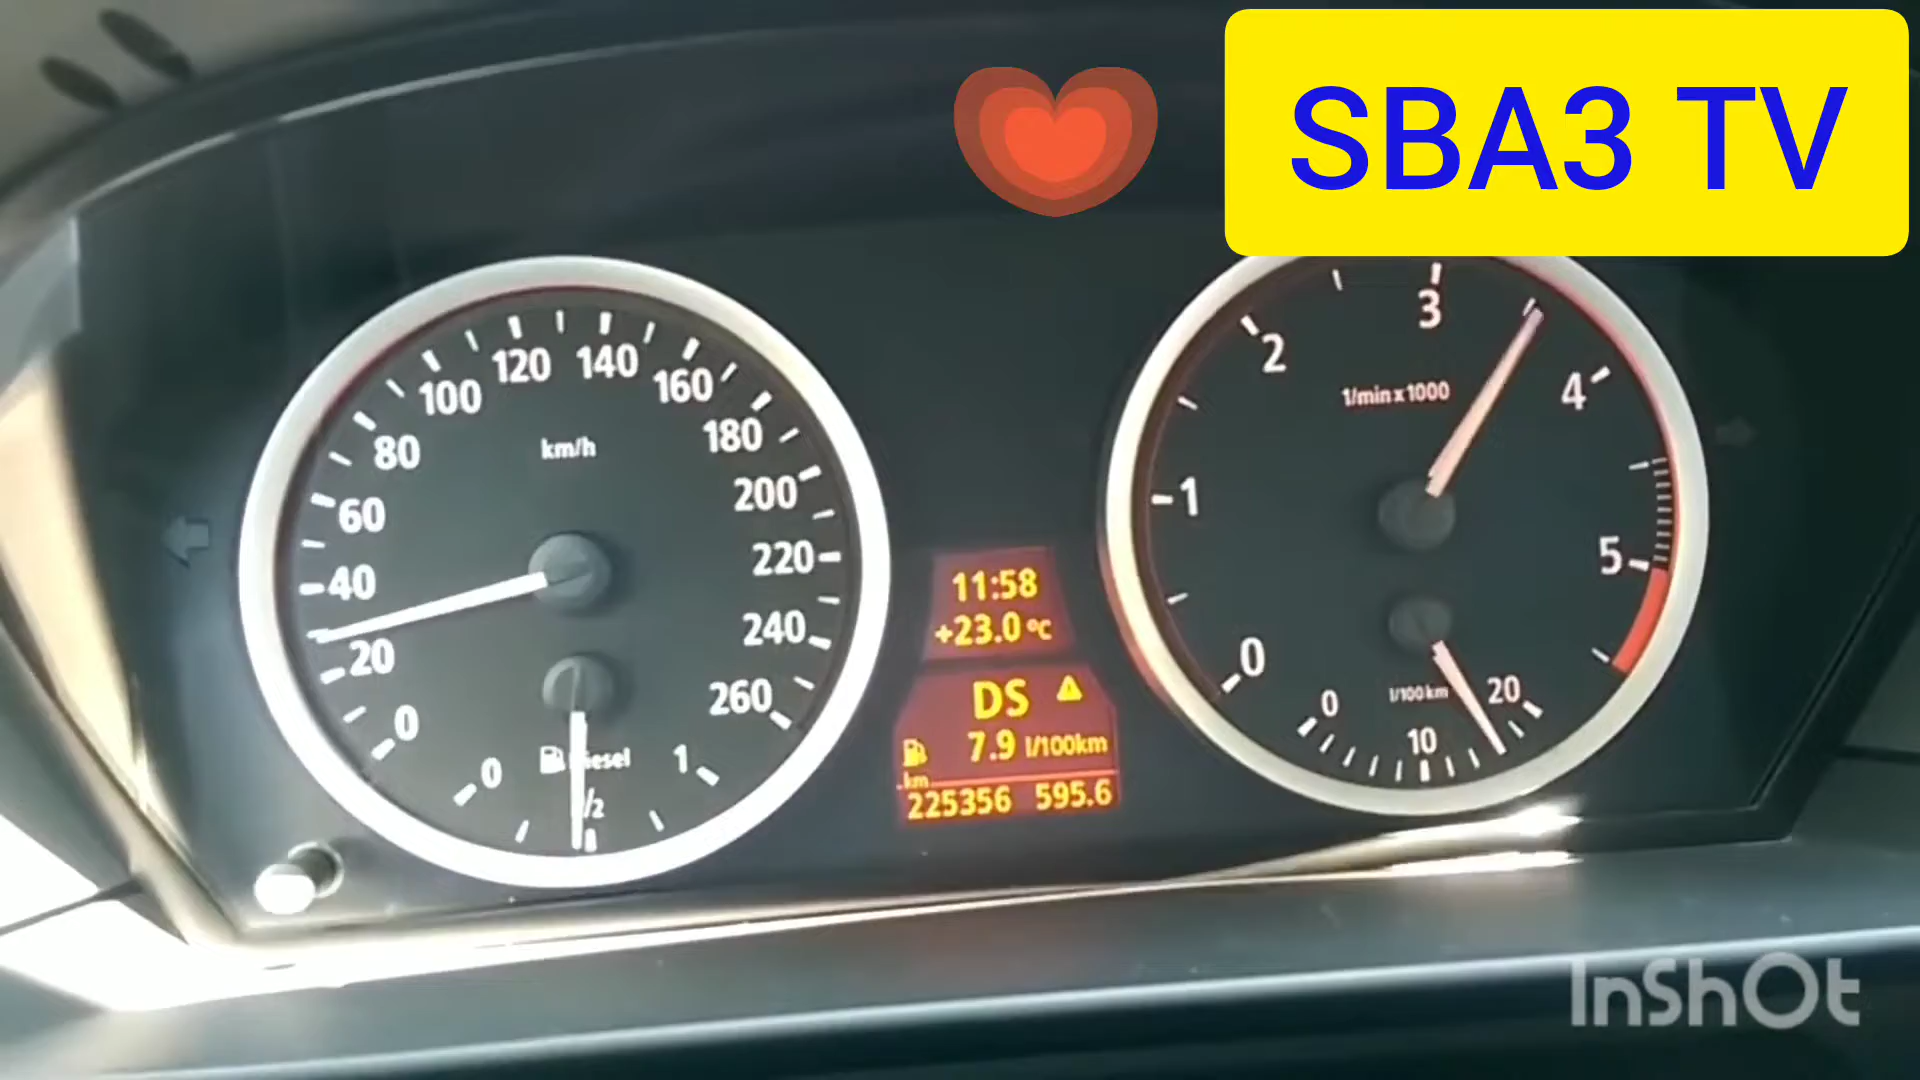 SBA3 TV
0
20
40
60
80
100
120
140
160
180
200
220
240
260
km/h
0
Diesel
1/2
1
11:58
+23.0 °C
DS
7.9 l/100km
km
225356 595.6
0
1
2
3
4
5
1/min x 1000
0
10
20
l/100km
InShOt